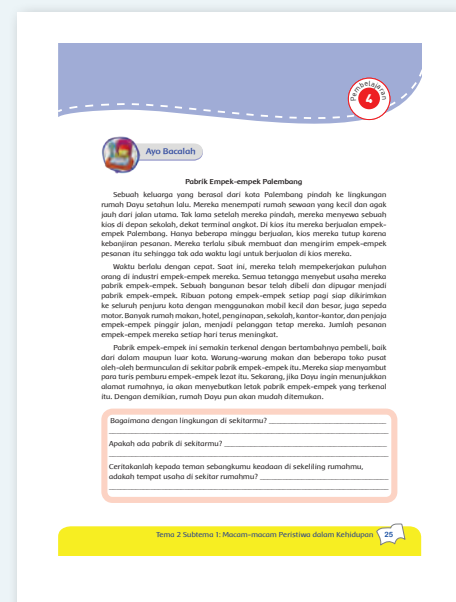 Pembelajaran
4
Ayo Bacalah
Pabrik Empek-empek Palembang
Sebuah keluarga yang berasal dari kota Palembang pindah ke lingkungan
rumah Dayu setahun lalu. Mereka menempati rumah sewaan yang kecil dan agak
jauh dari jalan utama. Tak lama setelah mereka pindah, mereka menyewa sebuah
kios di depan sekolah, dekat terminal angkot. Di kios itu mereka berjualan empek-
empek Palembang. Hanya beberapa minggu berjualan, kios mereka tutup karena
kebanjiran pesanan. Mereka terlalu sibuk membuat dan mengirim empek-empek
pesanan itu sehingga tak ada waktu lagi untuk berjualan di kios mereka.
Waktu berlalu dengan cepat. Saat ini, mereka telah mempekerjakan puluhan
orang di industri empek-empek mereka. Semua tetangga menyebut usaha mereka
pabrik empek-empek. Sebuah bangunan besar telah dibeli dan dipugar menjadi
pabrik empek-empek. Ribuan potong empek-empek setiap pagi siap dikirimkan
ke seluruh penjuru kota dengan menggunakan mobil kecil dan besar, juga sepeda
motor. Banyak rumah makan, hotel, penginapan, sekolah, kantor-kantor, dan penjaja
empek-empek pinggir jalan, menjadi pelanggan tetap mereka. Jumlah pesanan
empek-empek mereka setiap hari terus meningkat.
Pabrik empek-empek ini semakin terkenal dengan bertambahnya pembeli, baik
dari dalam maupun luar kota. Warung-warung makan dan beberapa toko pusat
oleh-oleh bermunculan di sekitar pabrik empek-empek itu. Mereka siap menyambut
para turis pemburu empek-empek lezat itu. Sekarang, jika Dayu ingin menunjukkan
alamat rumahnya, ia akan menyebutkan letak pabrik empek-empek yang terkenal
itu. Dengan demikian, rumah Dayu pun akan mudah ditemukan.
Bagaimana dengan lingkungan di sekitarmu?
Apakah ada pabrik di sekitarmu?
Ceritakanlah kepada teman sebangkumu keadaan di sekeliling rumahmu,
adakah tempat usaha di sekitar rumahmu?
Tema 2 Subtema 1: Macam-macam Peristiwa dalam Kehidupan
25